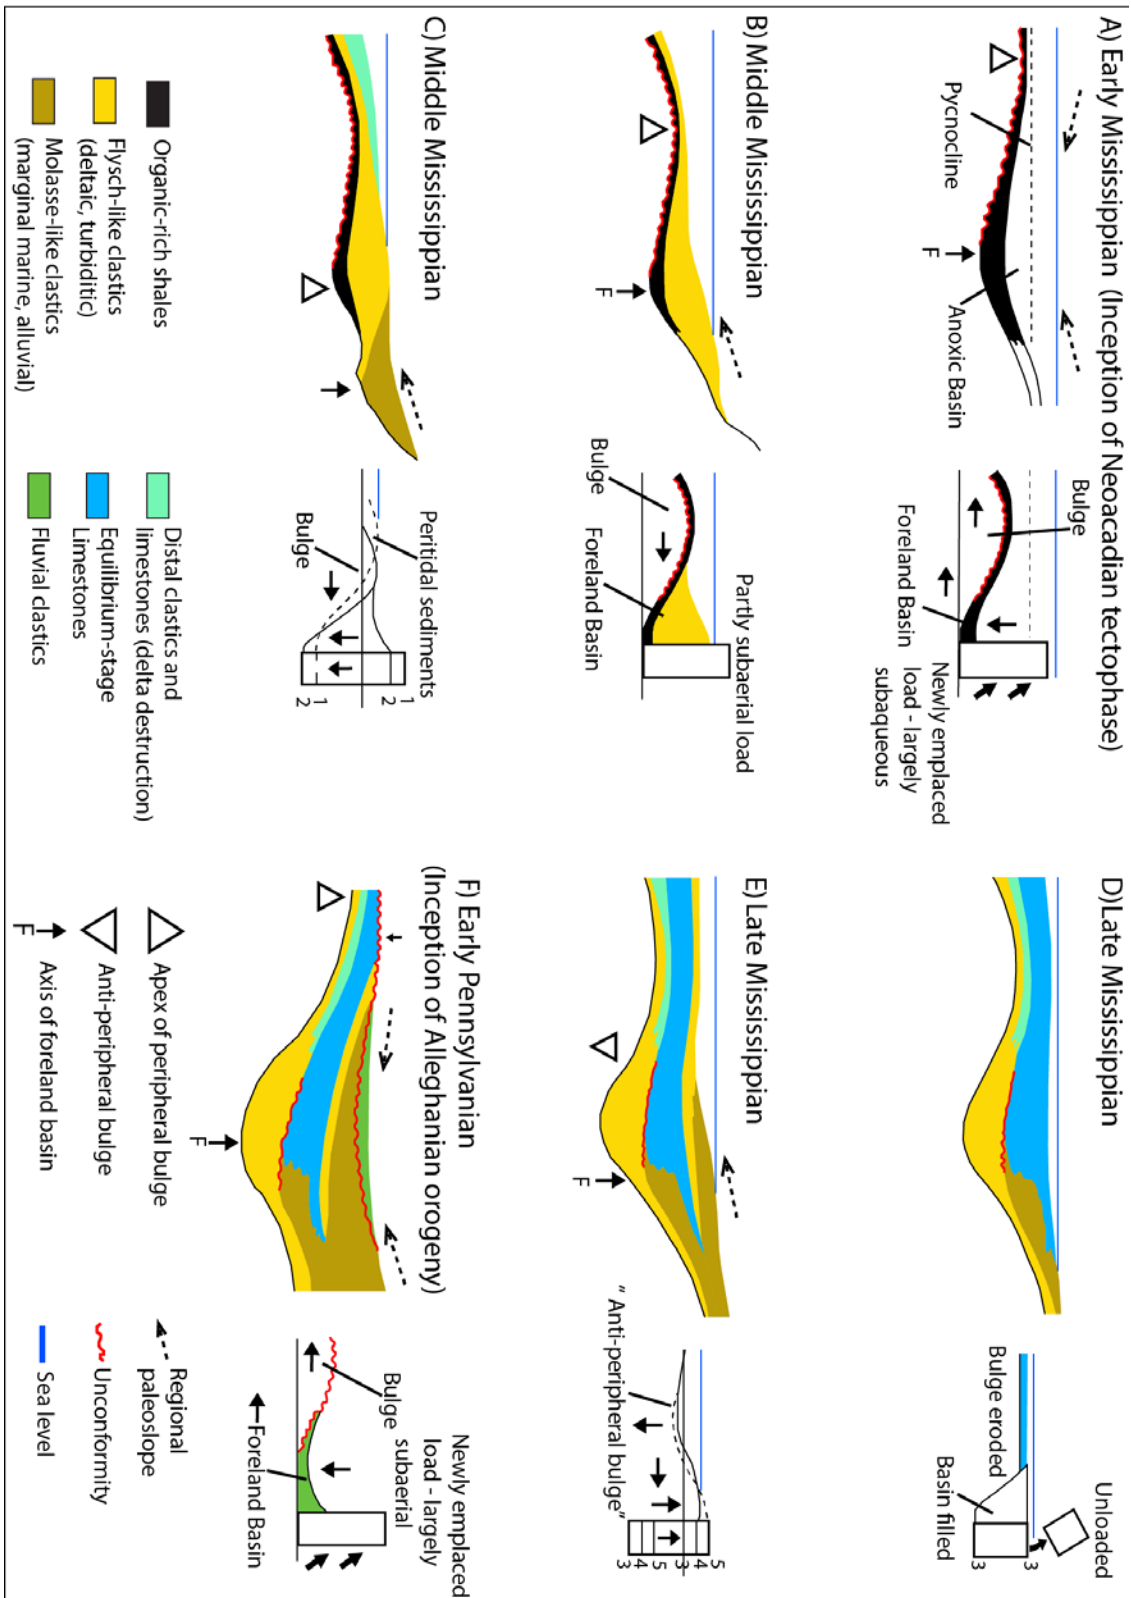 A) Early Mississippian (Inception of Neoacadian tectophase)
Pycnocline
F
Anoxic Basin
Bulge
Foreland Basin
Newly emplaced
load - largely
subaqueous
B) Middle Mississippian
F
Bulge
Foreland
Basin
Partly subaerial load
C) Middle Mississippian
Peritidal sediments
Bulge
1
2
1
2
D)Late Mississippian
Bulge eroded
Basin filled
Unloaded
3
3
E) Late Mississippian
F
" Anti-peripheral bulge"
5
4
3
5
4
3
F) Early Pennsylvanian
(Inception of Alleghanian orogeny)
F
Bulge
Foreland Basin
Newly emplaced
load - largely
subaerial
Organic-rich shales
Flysch-like clastics
(deltaic, turbiditic)
Molasse-like clastics
(marginal marine, alluvial)
Distal clastics and
limestones (delta destruction)
Equilibrium-stage
Limestones
Fluvial clastics
Apex of peripheral bulge
Anti-peripheral bulge
F
Axis of foreland basin
Regional
paleoslope
Unconformity
Sea level